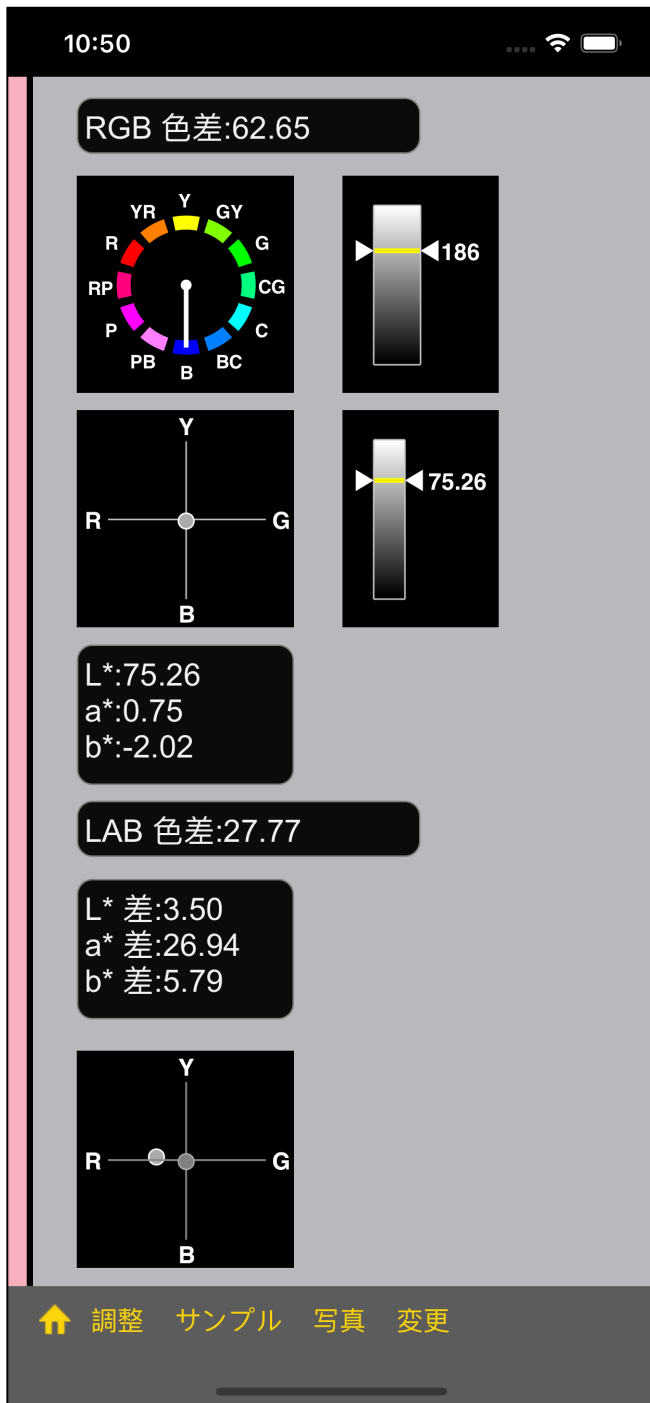 10:50
RGB 色差:62.65
Y
YR
GY
R
G
RP
CG
P
C
PB
BC
B
186
Y
R
G
B
75.26
L*:75.26
a*:0.75
b*:-2.02
LAB 色差:27.77
L* 差:3.50
a* 差:26.94
b* 差:5.79
Y
R
G
B
調整 サンプル 写真 変更